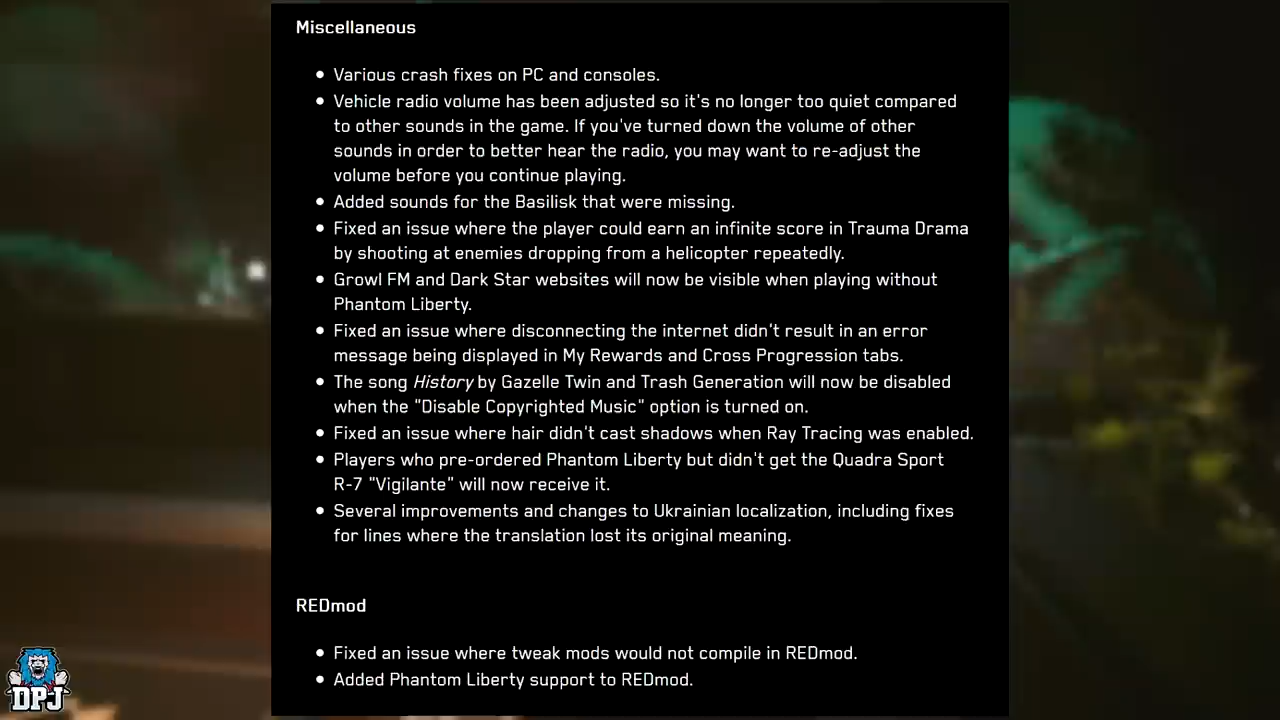 Miscellaneous
• Various crash fixes on PC and consoles.
• Vehicle radio volume has been adjusted so it's no longer too quiet compared
to other sounds in the game. If you've turned down the volume of other
sounds in order to better hear the radio, you may want to re-adjust the
volume before you continue playing.
• Added sounds for the Basilisk that were missing.
• Fixed an issue where the player could earn an infinite score in Trauma Drama
by shooting at enemies dropping from a helicopter repeatedly.
• Growl FM and Dark Star websites will now be visible when playing without
Phantom Liberty.
• Fixed an issue where disconnecting the internet didn't result in an error
message being displayed in My Rewards and Cross Progression tabs.
• The song History by Gazelle Twin and Trash Generation will now be disabled
when the "Disable Copyrighted Music" option is turned on.
• Fixed an issue where hair didn't cast shadows when Ray Tracing was enabled.
• Players who pre-ordered Phantom Liberty but didn't get the Quadra Sport
R-7 "Vigilante" will now receive it.
• Several improvements and changes to Ukrainian localization, including fixes
for lines where the translation lost its original meaning.
REDmod
• Fixed an issue where tweak mods would not compile in REDmod.
• Added Phantom Liberty support to REDmod.
DPJ